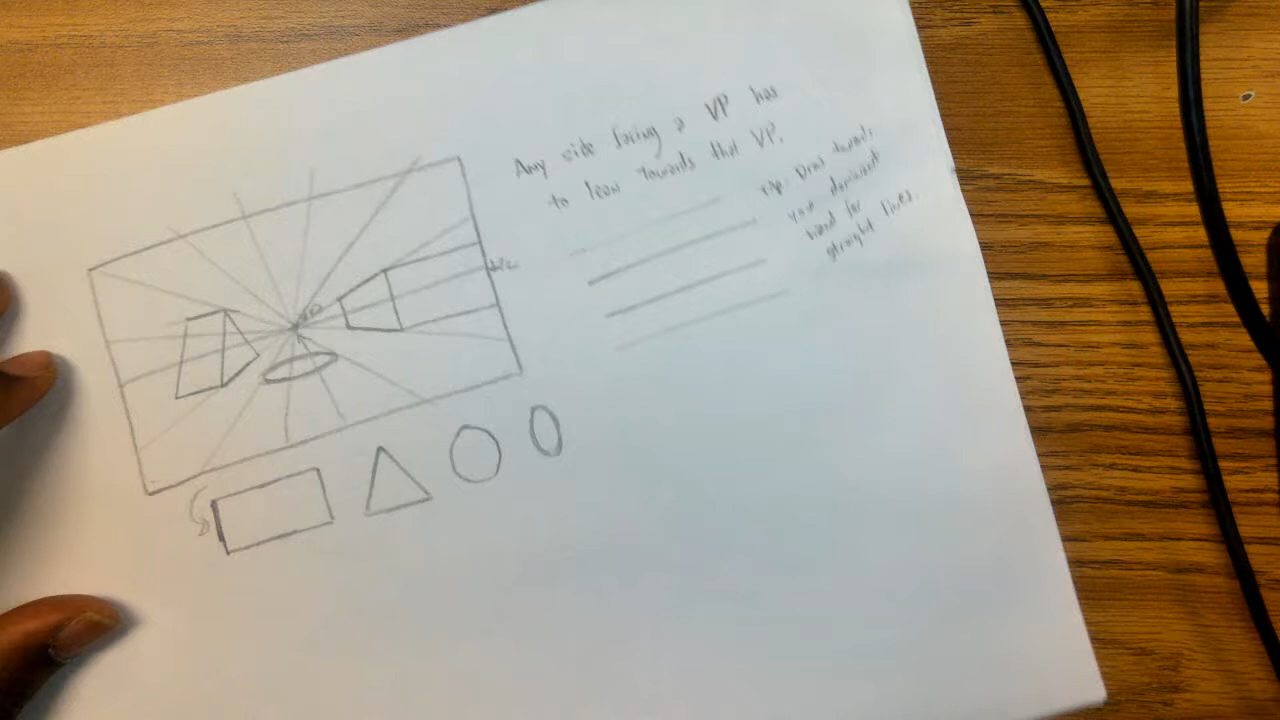 Any side facing a VP has
to lean towards that VP.
Tip: Draw towards
your dominant
hand for
straight lines.